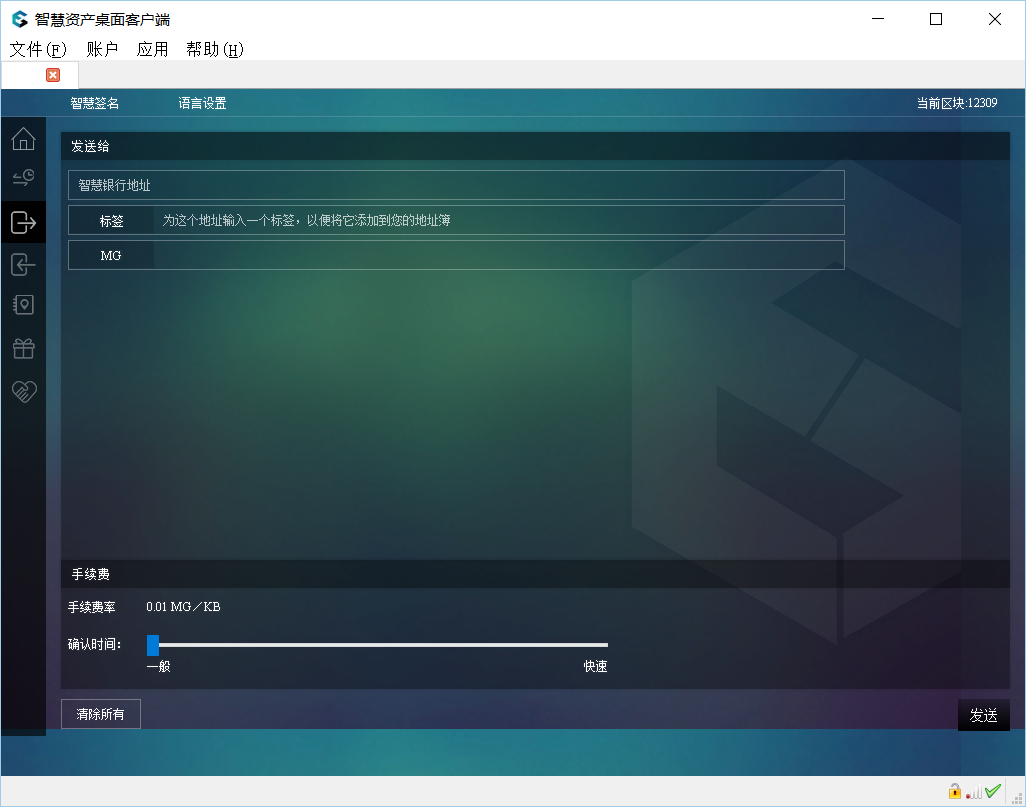 智慧资产桌面客户端
文件(F) 账户 应用 帮助(H)
智慧签名 语言设置 当前区块:12309
发送给
智慧银行地址
标签 为这个地址输入一个标签，以便将它添加到您的地址簿
MG
手续费
手续费率 0.01 MG／KB
确认时间：
一般 快速
清除所有 发送